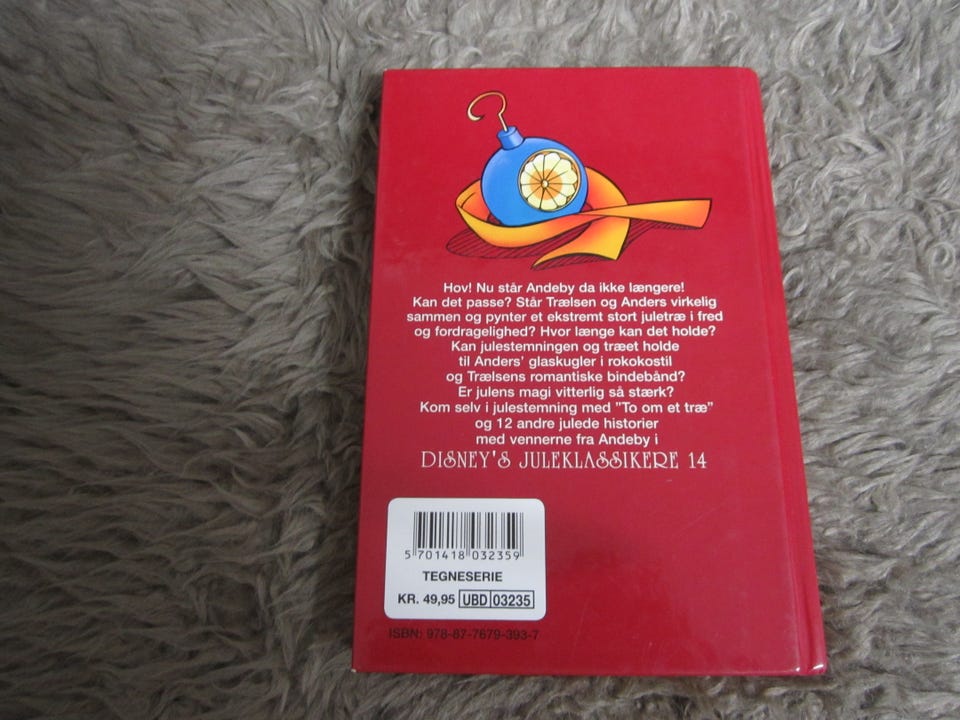 Hov! Nu står Andeby da ikke længere!
Kan det passe? Står Trælsen og Anders virkelig
sammen og pynter et ekstremt stort juletræ i fred
og fordragelighed? Hvor længe kan det holde?
Kan julestemningen og træet holde
til Anders' glaskugler i rokokostil
og Trælsens romantiske bindebånd?
Er julens magi vitterlig så stærk?
Kom selv i julestemning med "To om et træ"
og 12 andre julede historier
med vennerne fra Andeby i
DISNEY'S JULEKLASSIKERE 14
5 701418 032359
TEGNESERIE
KR. 49,95 UBD 03235
ISBN: 978-87-7679-393-7